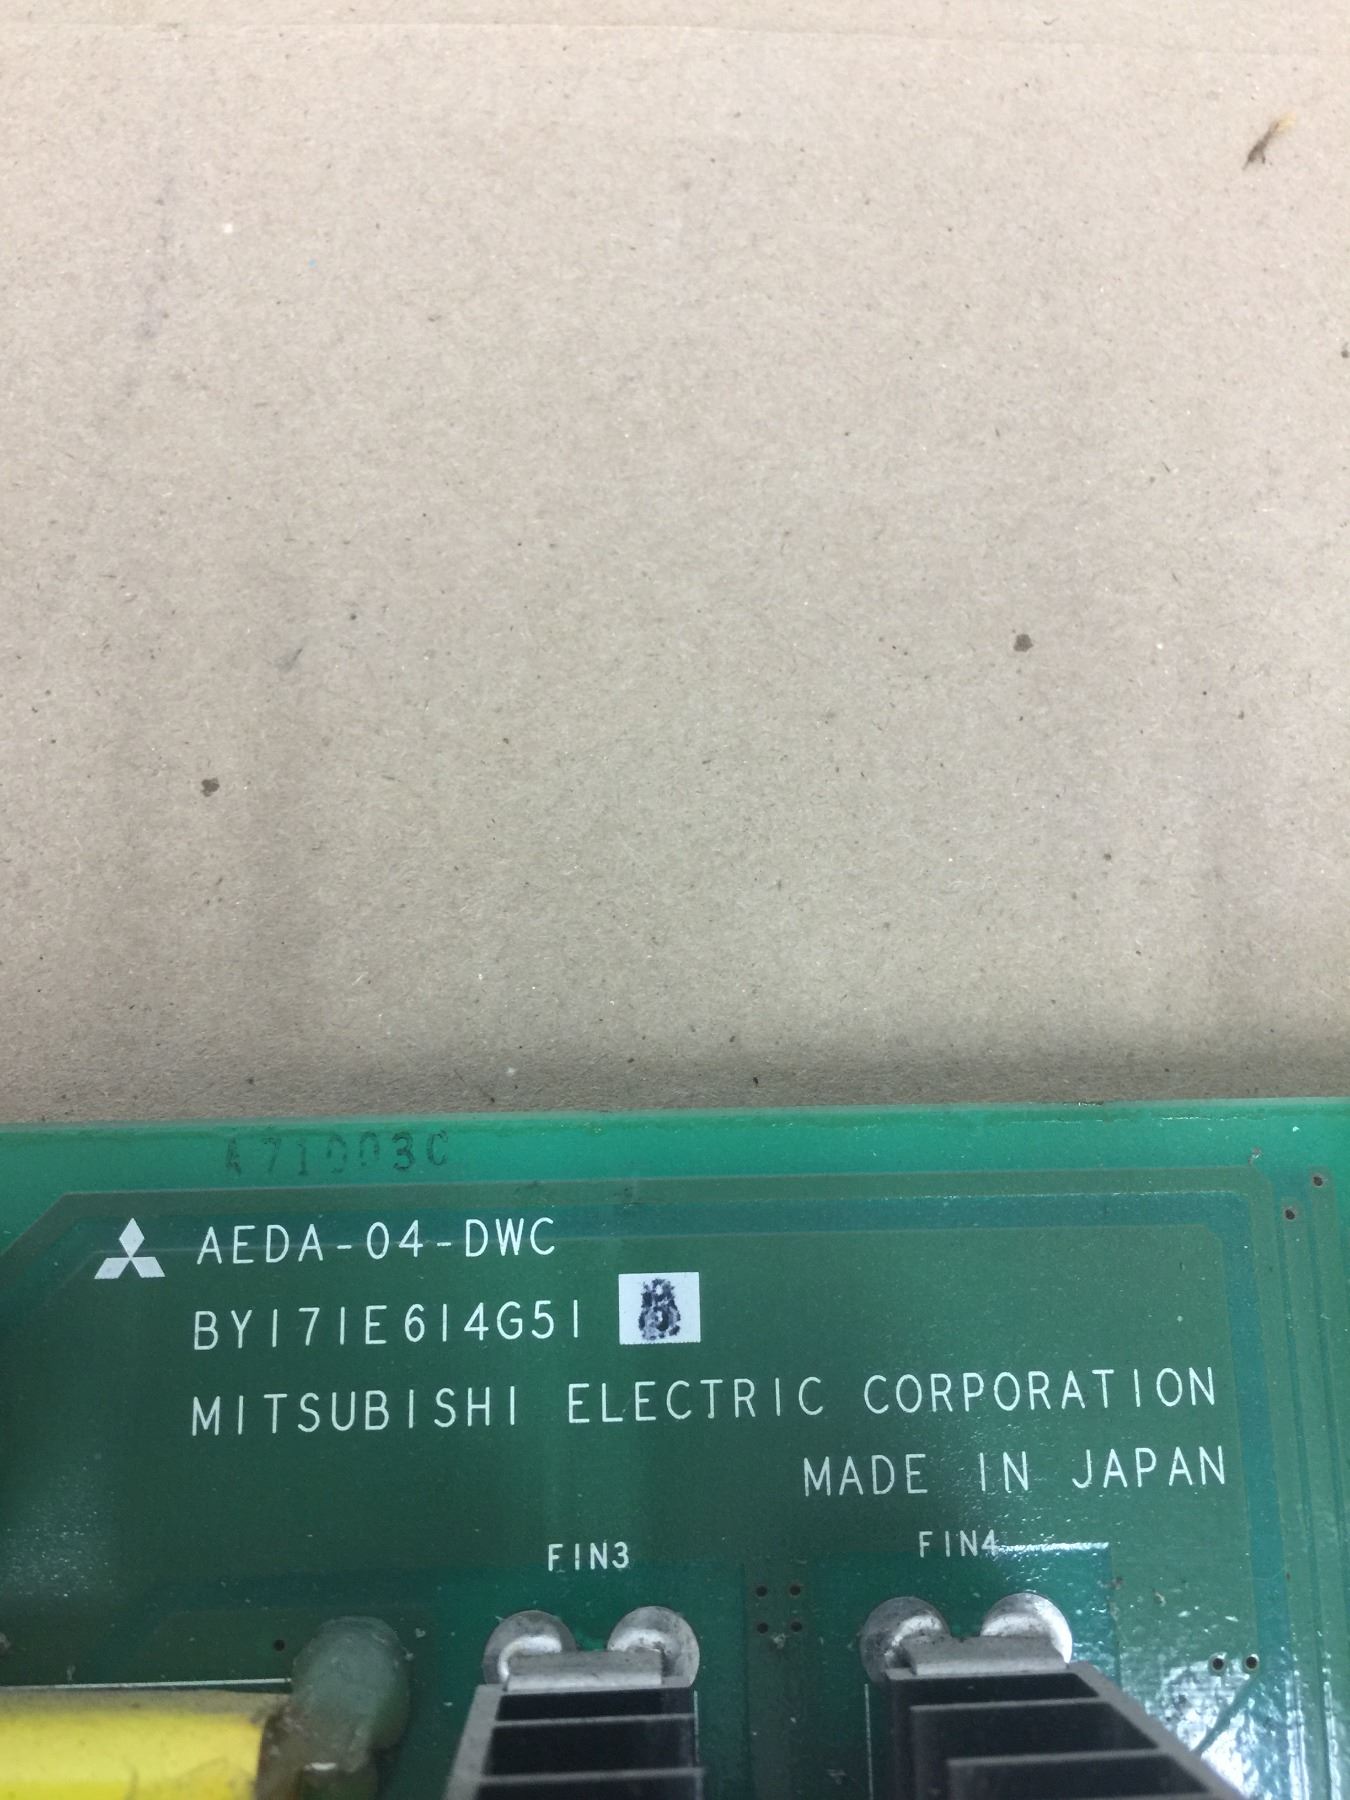 A71003C
AEDA-04-DWC
BY171E614G51
MITSUBISHI ELECTRIC CORPORATION
MADE IN JAPAN
FIN3
FIN4